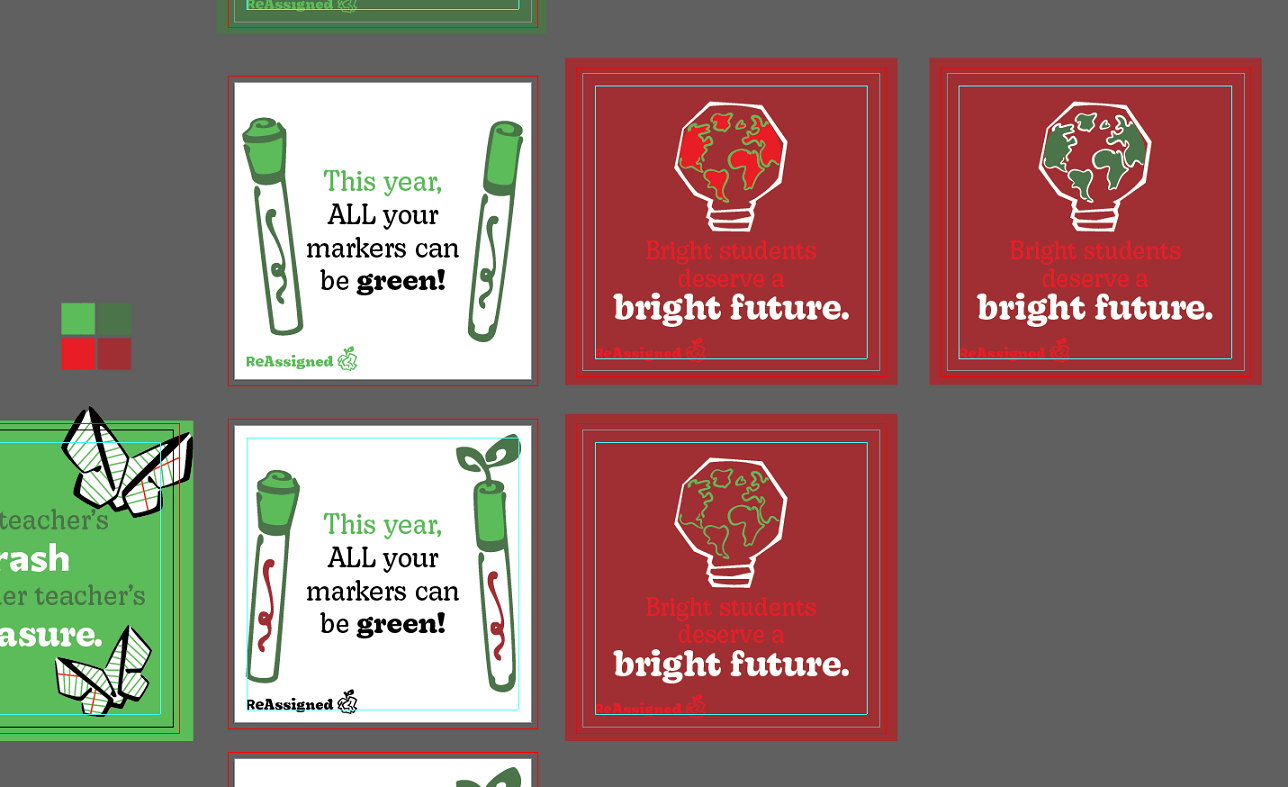 ReAssigned
This year,
ALL your
markers can
be green!
ReAssigned
Bright students
deserve a
bright future.
ReAssigned
Bright students
deserve a
bright future.
ReAssigned
teacher's
rash
er teacher's
asure.
This year,
ALL your
markers can
be green!
ReAssigned
Bright students
deserve a
bright future.
ReAssigned